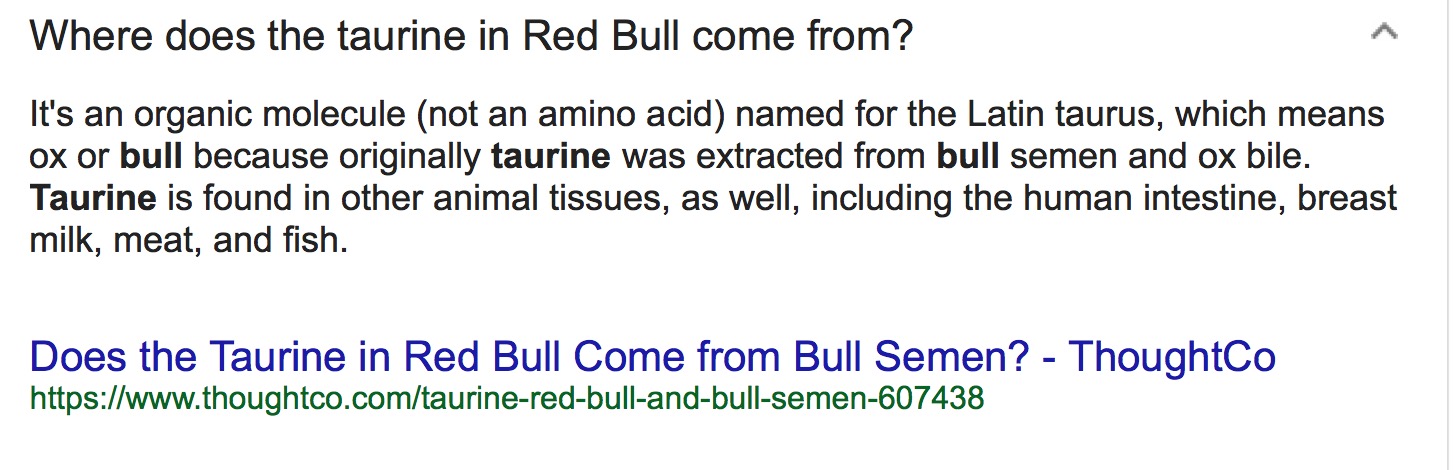 Where does the taurine in Red Bull come from?
It's an organic molecule (not an amino acid) named for the Latin taurus, which means
ox or bull because originally taurine was extracted from bull semen and ox bile.
Taurine is found in other animal tissues, as well, including the human intestine, breast
milk, meat, and fish.
Does the Taurine in Red Bull Come from Bull Semen? - ThoughtCo
https://www.thoughtco.com/taurine-red-bull-and-bull-semen-607438